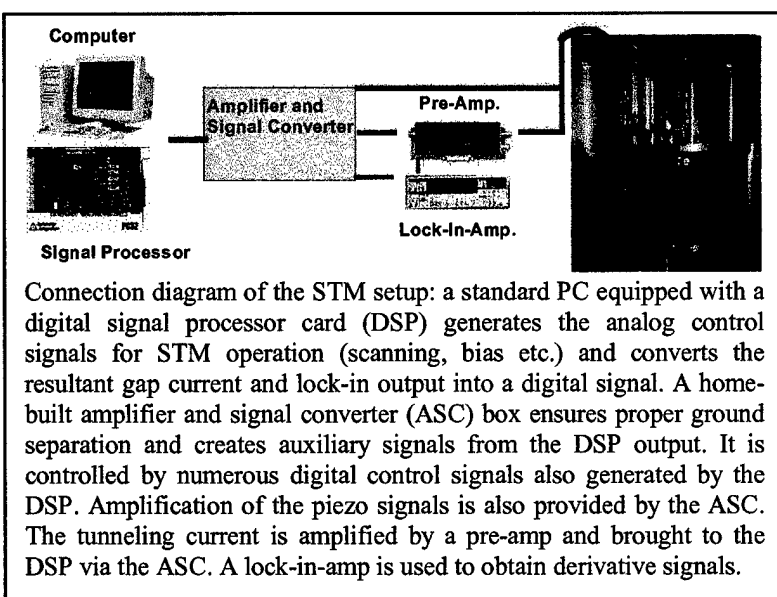 Computer
Amplifier and
Signal Converter
Pre-Amp.
Lock-In-Amp.
Signal Processor
Connection diagram of the STM setup: a standard PC equipped with a
digital signal processor card (DSP) generates the analog control
signals for STM operation (scanning, bias etc.) and converts the
resultant gap current and lock-in output into a digital signal. A home-
built amplifier and signal converter (ASC) box ensures proper ground
separation and creates auxiliary signals from the DSP output. It is
controlled by numerous digital control signals also generated by the
DSP. Amplification of the piezo signals is also provided by the ASC.
The tunneling current is amplified by a pre-amp and brought to the
DSP via the ASC. A lock-in-amp is used to obtain derivative signals.